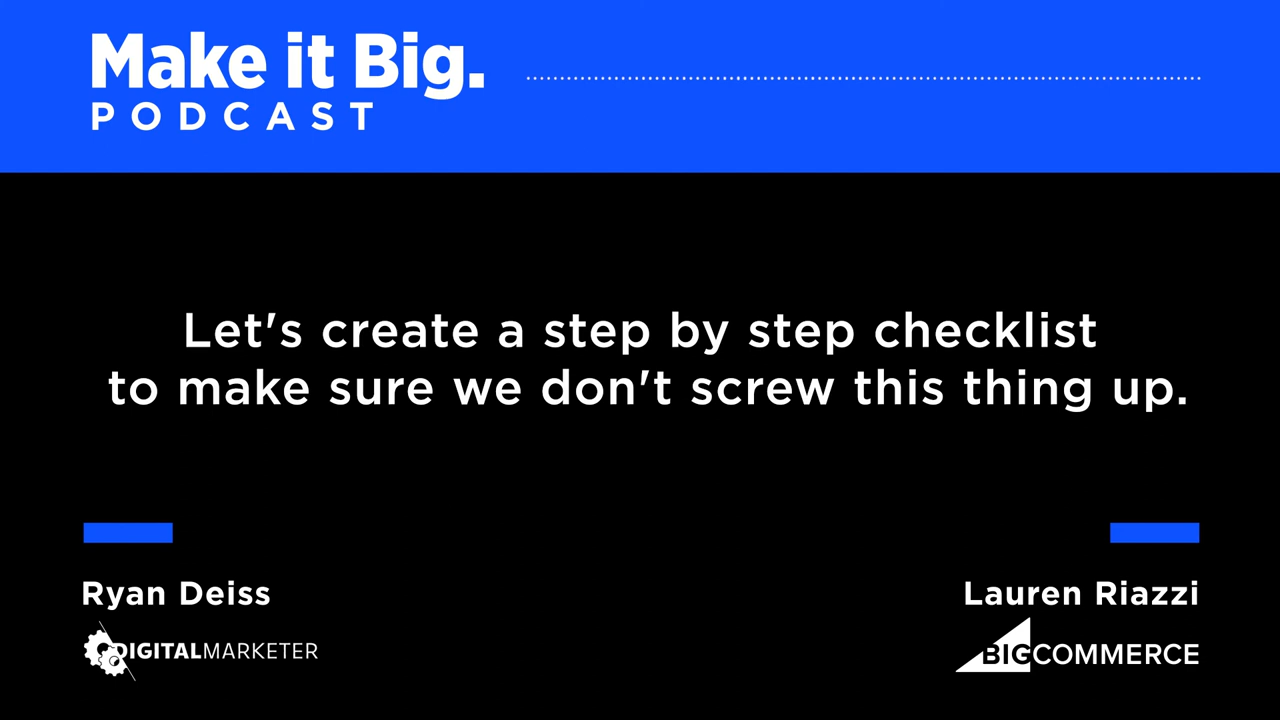 Make it Big.
PODCAST
Let's create a step by step checklist
to make sure we don't screw this thing up.
Ryan Deiss
DIGITALMARKETER
Lauren Riazzi
BIGCOMMERCE